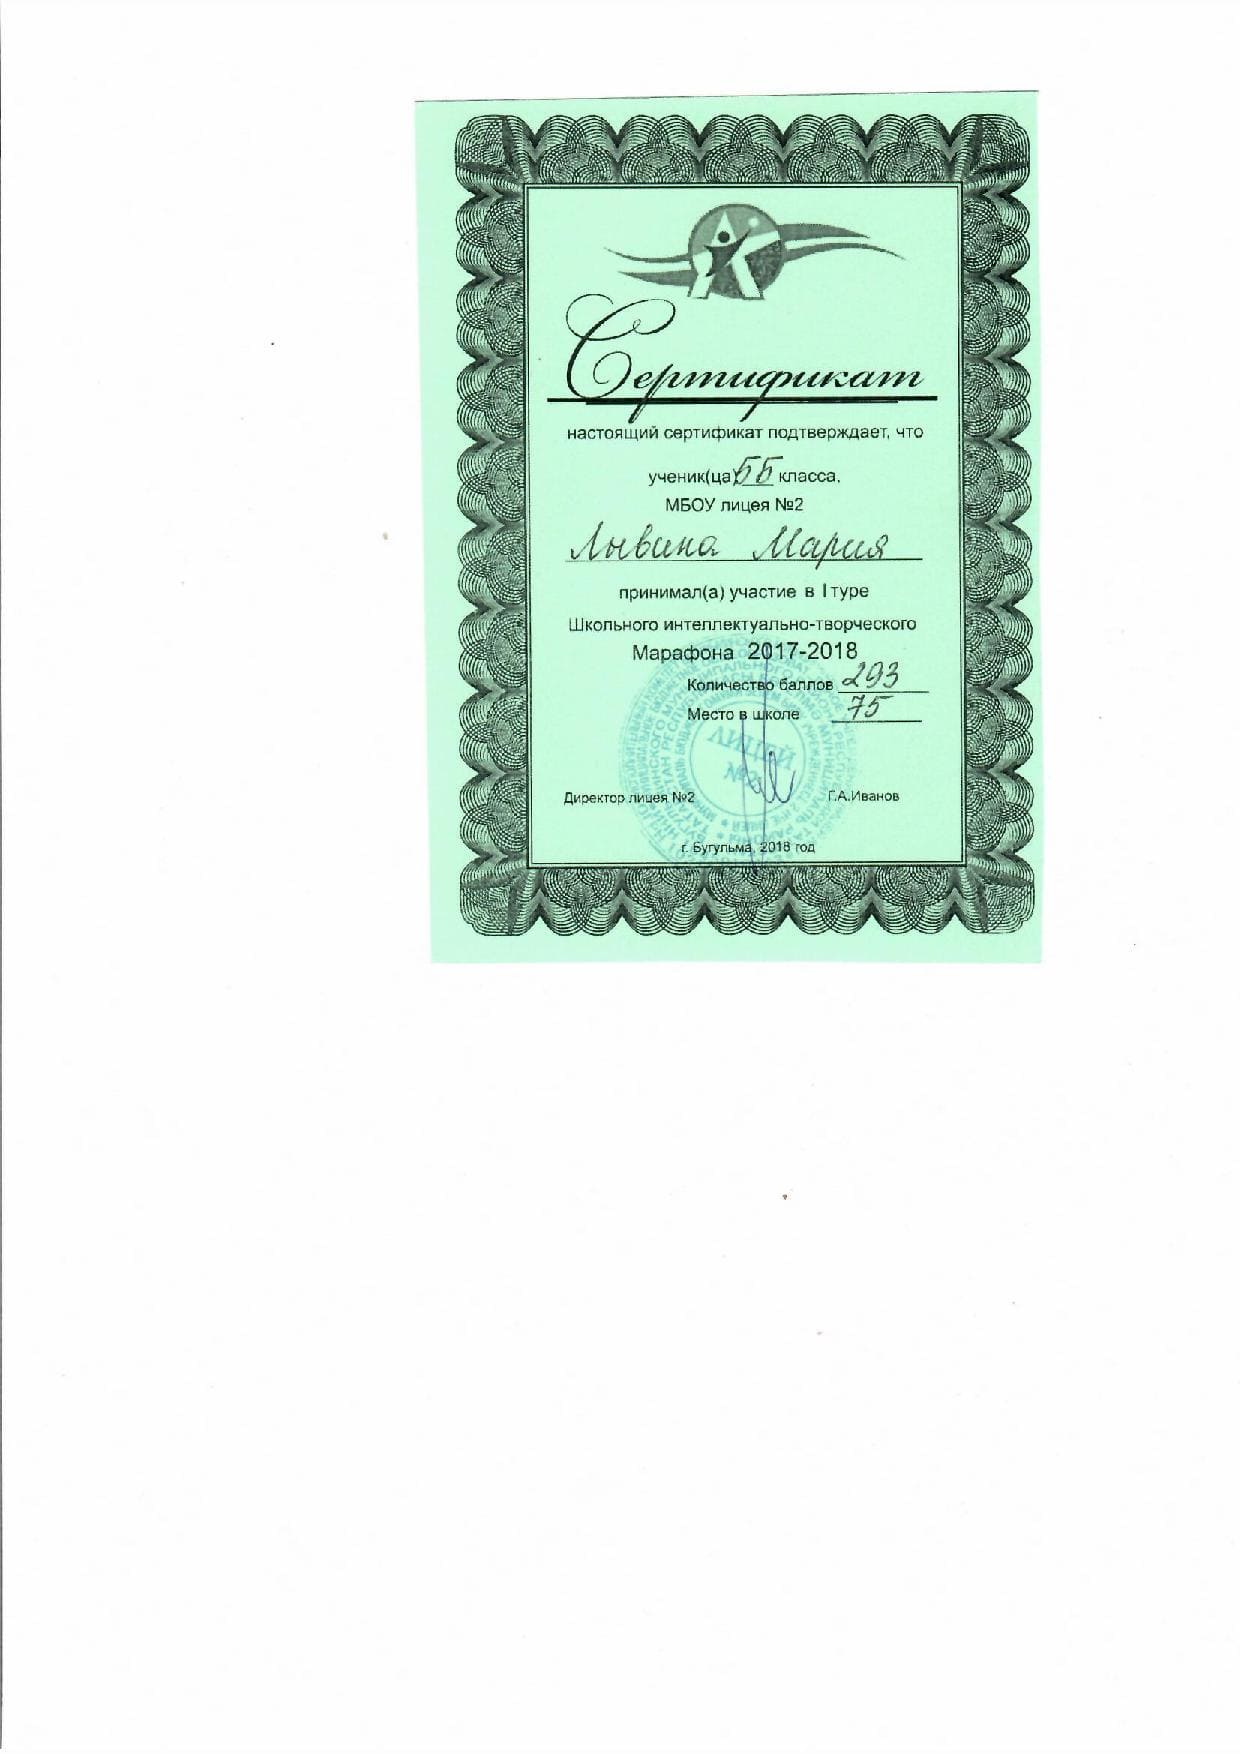 Сертификат
настоящий сертификат подтверждает, что
ученик(ца) 5Б класса,
МБОУ лицея №2
Лывина Мария
принимал(а) участие в I туре
Школьного интеллектуально-творческого
Марафона 2017-2018
Количество баллов 293
Место в школе 75
ЛИЦЕЙ
№2
Директор лицея №2 Г.А.Иванов
г. Бугульма, 2018 год